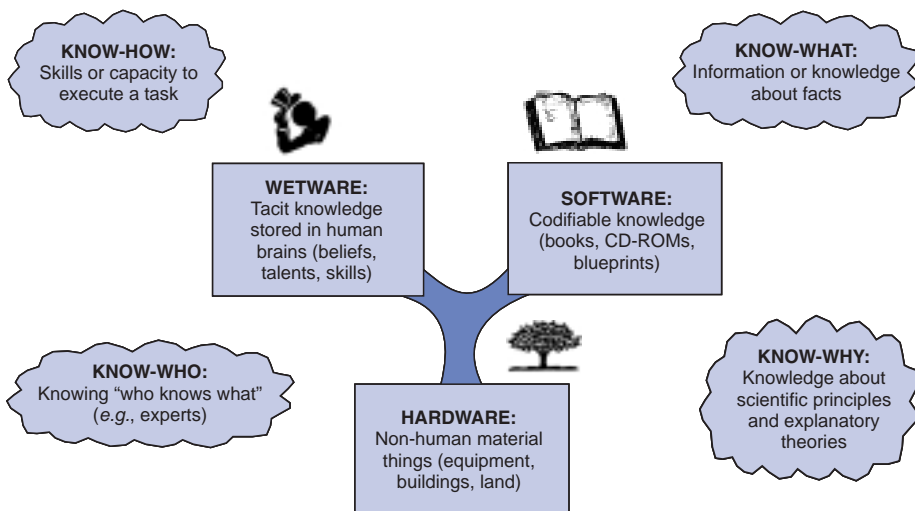 KNOW-HOW:
Skills or capacity to
execute a task
KNOW-WHAT:
Information or knowledge
about facts
WETWARE:
Tacit knowledge
stored in human
brains (beliefs,
talents, skills)
SOFTWARE:
Codifiable knowledge
(books, CD-ROMs,
blueprints)
KNOW-WHO:
Knowing “who knows what”
(e.g., experts)
KNOW-WHY:
Knowledge about
scientific principles
and explanatory
theories
HARDWARE:
Non-human material
things (equipment,
buildings, land)